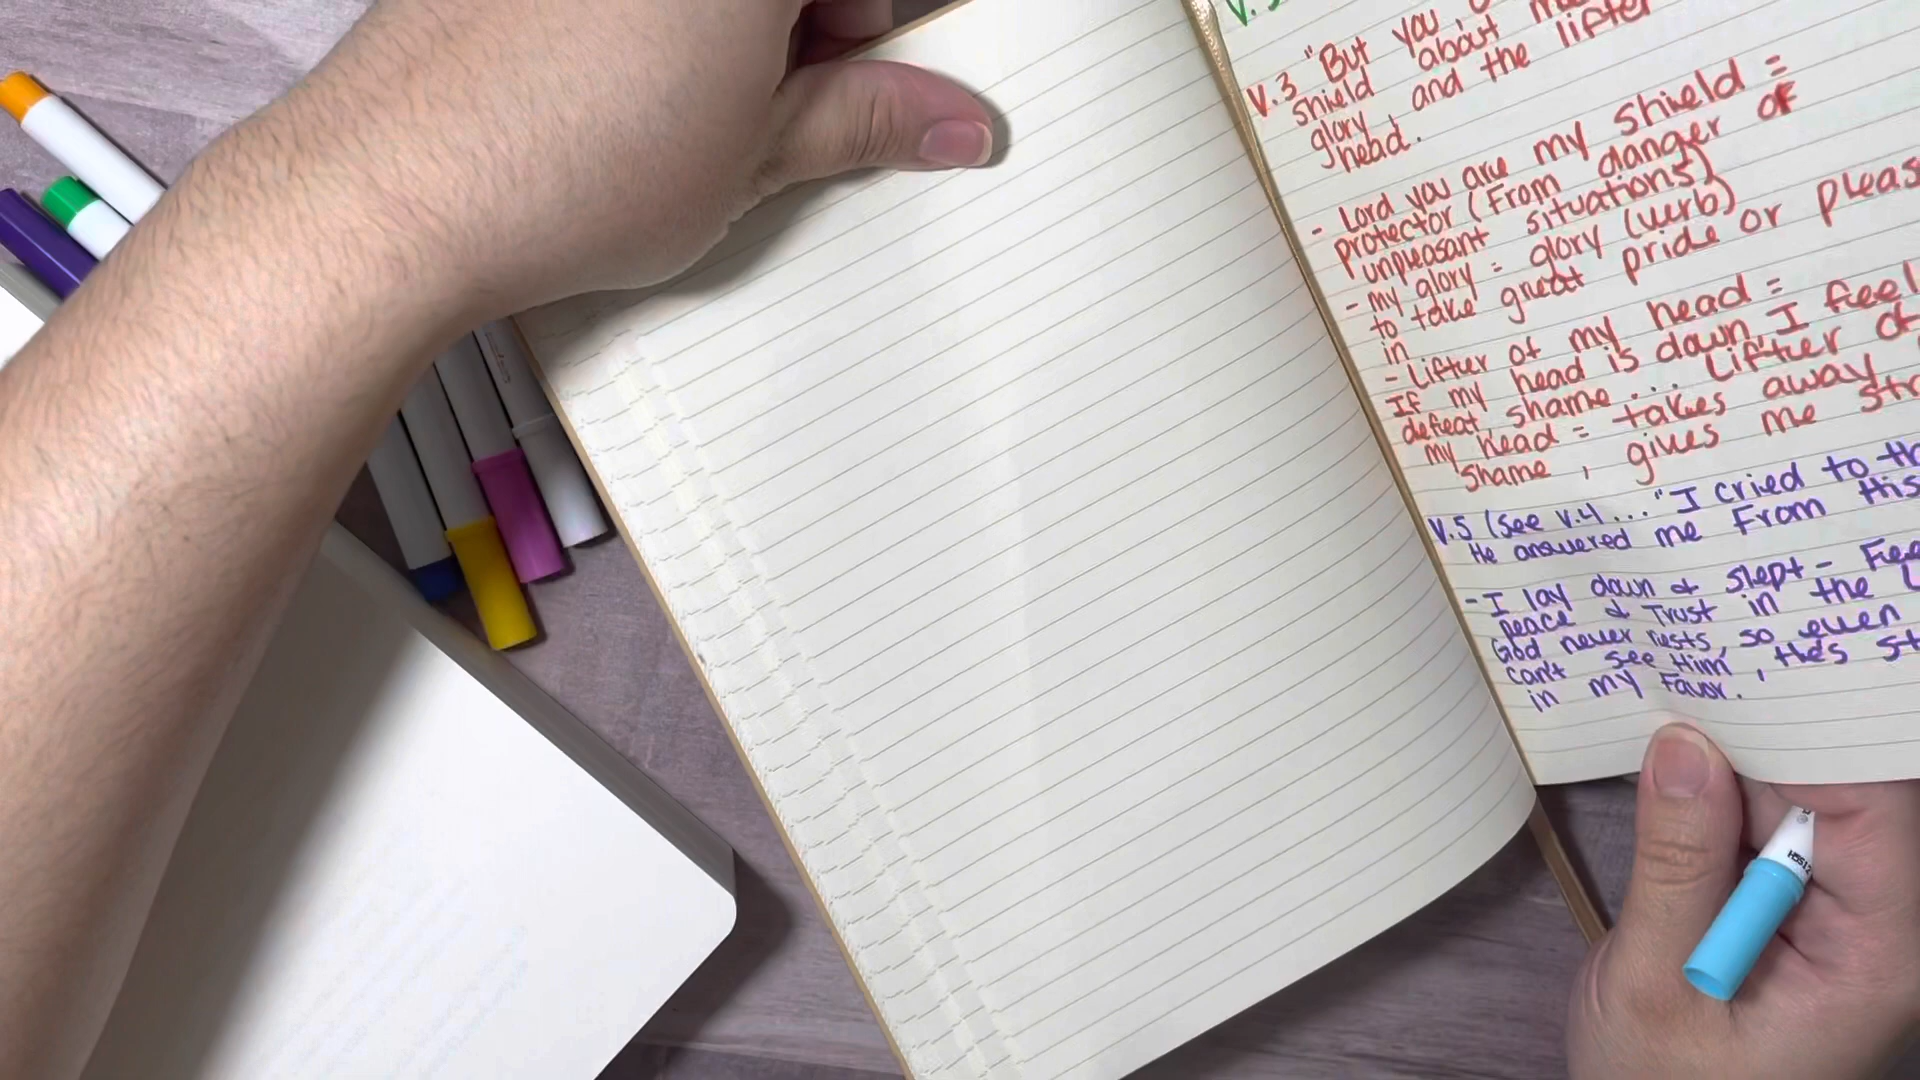 V.3 "But you,
shield about
glory, and the lifter
head.
- Lord you are my shield =
protector (From danger of
unpleasant situations)
- my glory = glory (verb)
to take great pride or pleas
in
- Lifter of my head =
If my head is down, I feel
defeat, shame... Lifter of
my head = takes away
shame, gives me str
V.5 (see v.4... "I cried to th
He answered me From His
- I lay down & slept - Fee
peace & Trust in the L
God never rests, so even
can't see Him, He's st
in my Favor.